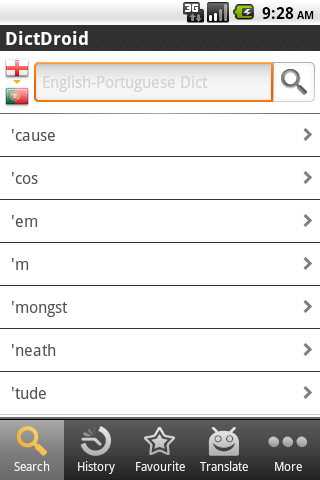 3G 9:28 AM
DictDroid
English-Portuguese Dict
'cause
'cos
'em
'm
'mongst
'neath
'tude
Search History Favourite Translate More